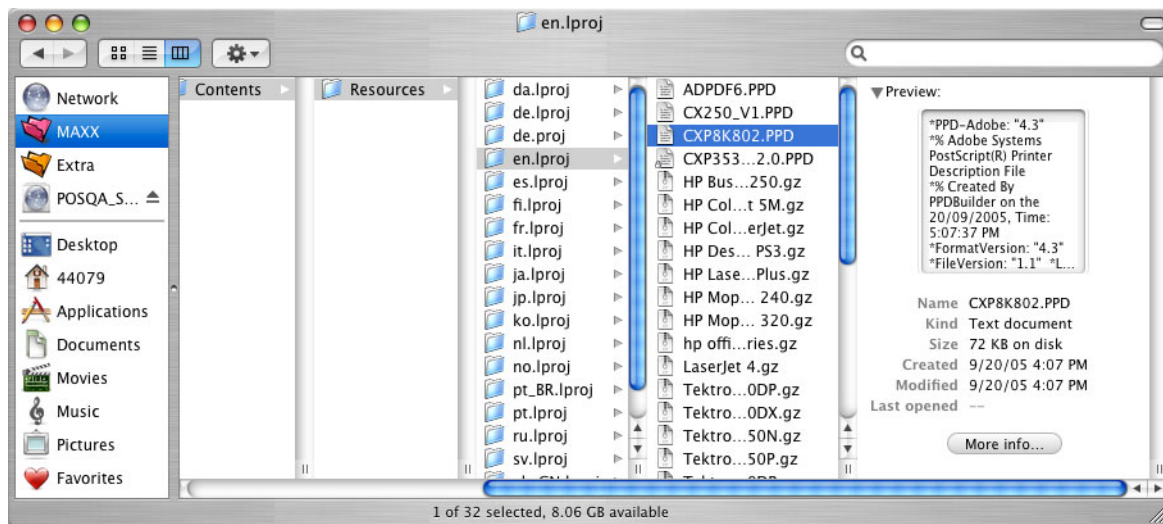 en.lproj
Network
MAXX
Extra
POSQA_S...
Desktop
44079
Applications
Documents
Movies
Music
Pictures
Favorites
Contents
Resources
da.lproj
de.lproj
de.proj
en.lproj
es.lproj
fi.lproj
fr.lproj
it.lproj
ja.lproj
jp.lproj
ko.lproj
nl.lproj
no.lproj
pt_BR.lproj
pt.lproj
ru.lproj
sv.lproj
ADPDF6.PPD
CX250_V1.PPD
CXP8K802.PPD
CXP353...2.0.PPD
HP Bus...250.gz
HP Col...t 5M.gz
HP Col...erJet.gz
HP Des... PS3.gz
HP Lase...Plus.gz
HP Mop... 240.gz
HP Mop... 320.gz
hp offi...ries.gz
LaserJet 4.gz
Tektro...0DP.gz
Tektro...0DX.gz
Tektro...50N.gz
Tektro...50P.gz
Preview:
*PPD-Adobe: "4.3"
*% Adobe Systems
PostScript(R) Printer
Description File
*% Created By
PPDBuilder on the
20/09/2005, Time:
5:07:37 PM
*FormatVersion: "4.3"
*FileVersion: "1.1" *L...
Name CXP8K802.PPD
Kind Text document
Size 72 KB on disk
Created 9/20/05 4:07 PM
Modified 9/20/05 4:07 PM
Last opened --
More info...
1 of 32 selected, 8.06 GB available